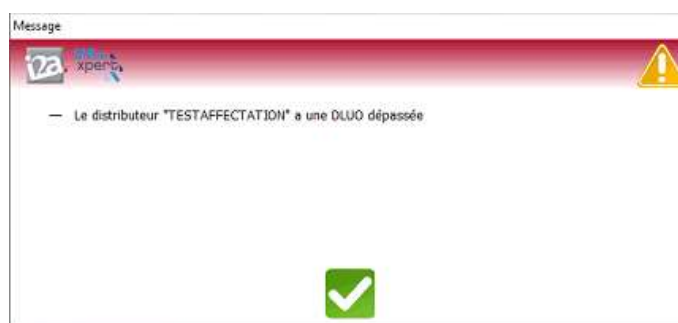 Message
i2a.
xpert
— Le distributeur "TESTAFFECTATION" a une DLUO dépassée